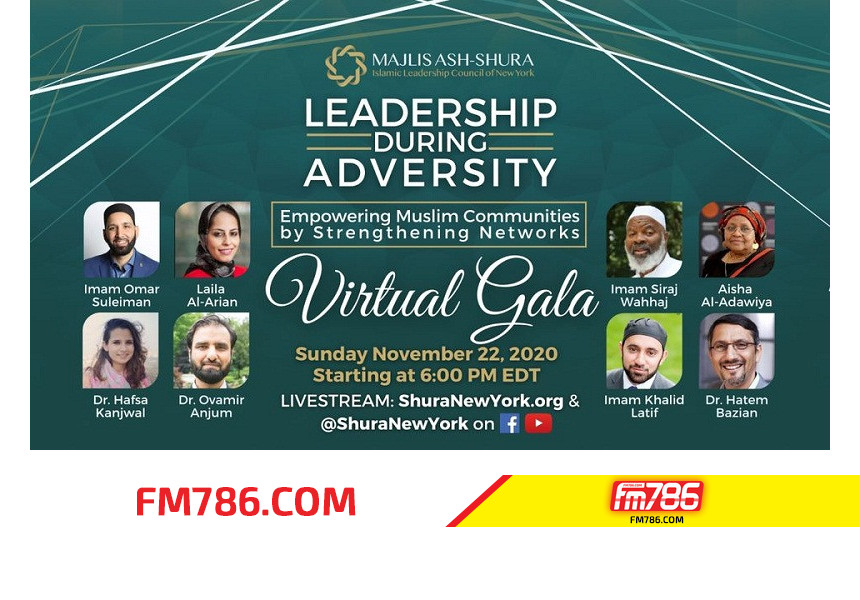 MAJLIS ASH-SHURA
Islamic Leadership Council of New York
LEADERSHIP
DURING
ADVERSITY
Empowering Muslim Communities
by Strengthening Networks
Virtual Gala
Imam Omar
Suleiman
Laila
Al-Arian
Imam Siraj
Wahhaj
Aisha
Al-Adawiya
Dr. Hafsa
Kanjwal
Dr. Ovamir
Anjum
Imam Khalid
Latif
Dr. Hatem
Bazian
Sunday November 22, 2020
Starting at 6:00 PM EDT
LIVESTREAM: ShuraNewYork.org &
@ShuraNewYork on
FM786.COM
fm786
FM786.COM